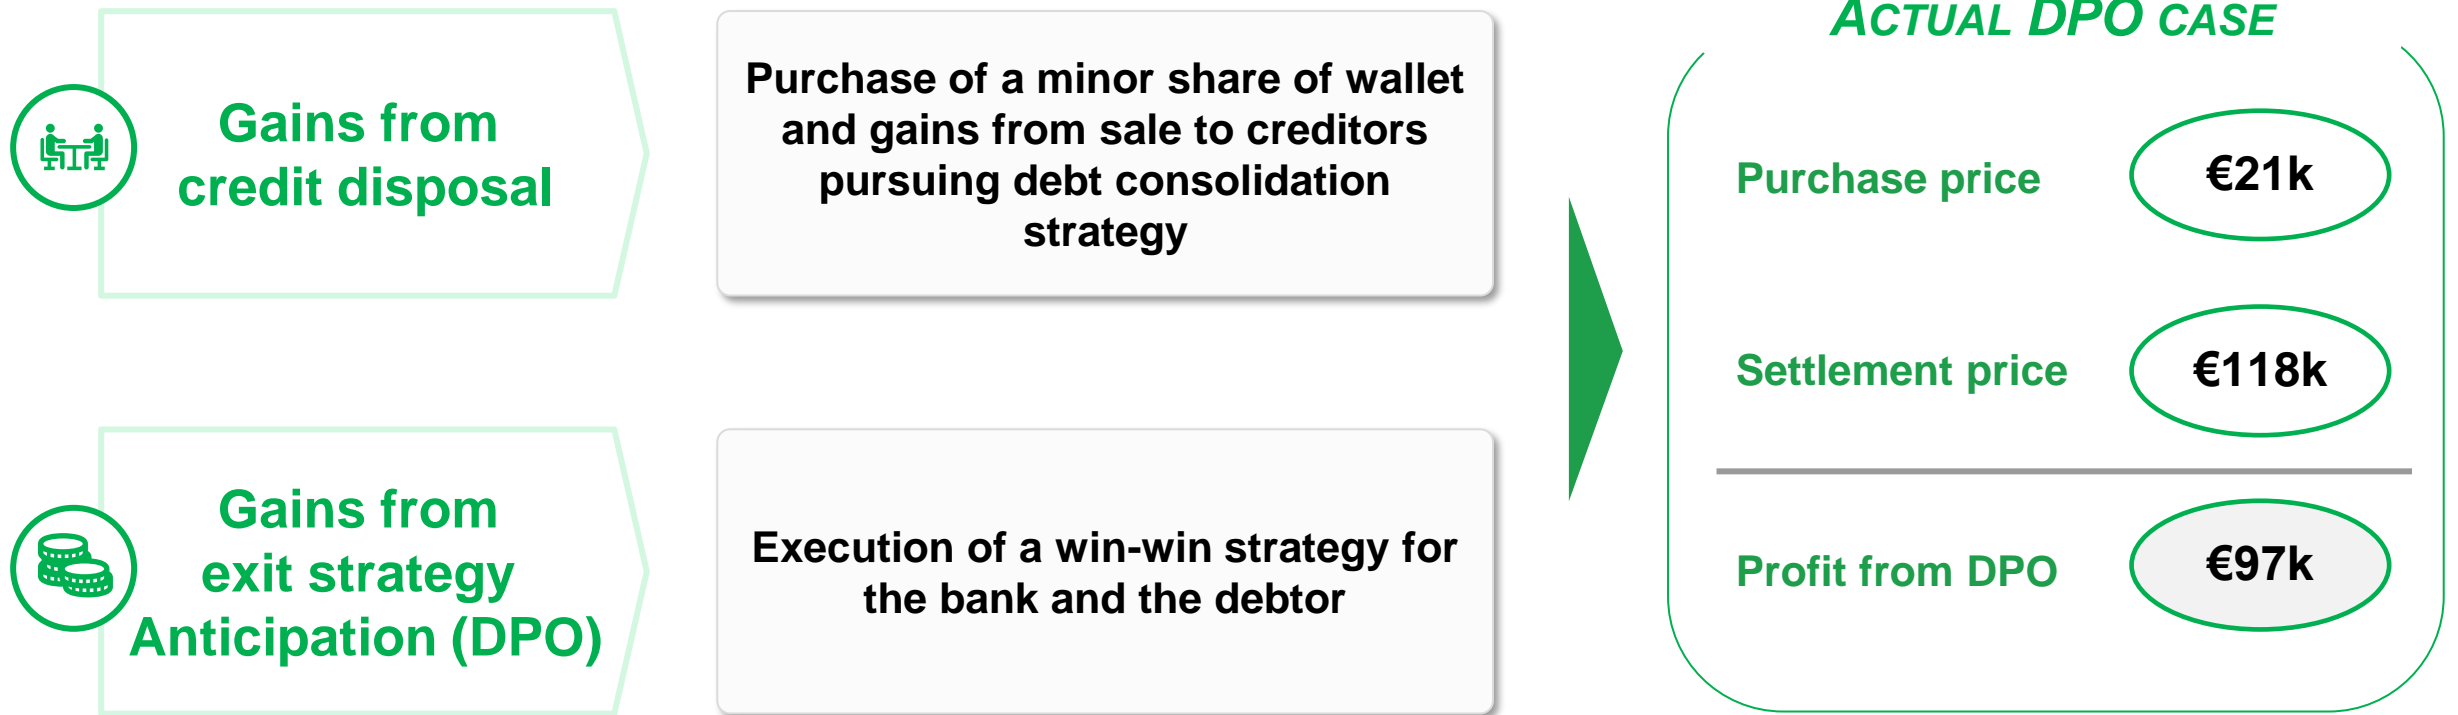 Gains from
credit disposal
Purchase of a minor share of wallet
and gains from sale to creditors
pursuing debt consolidation
strategy
Gains from
exit strategy
Anticipation (DPO)
Execution of a win-win strategy for
the bank and the debtor
ACTUAL DPO CASE
Purchase price
€21k
Settlement price
€118k
Profit from DPO
€97k